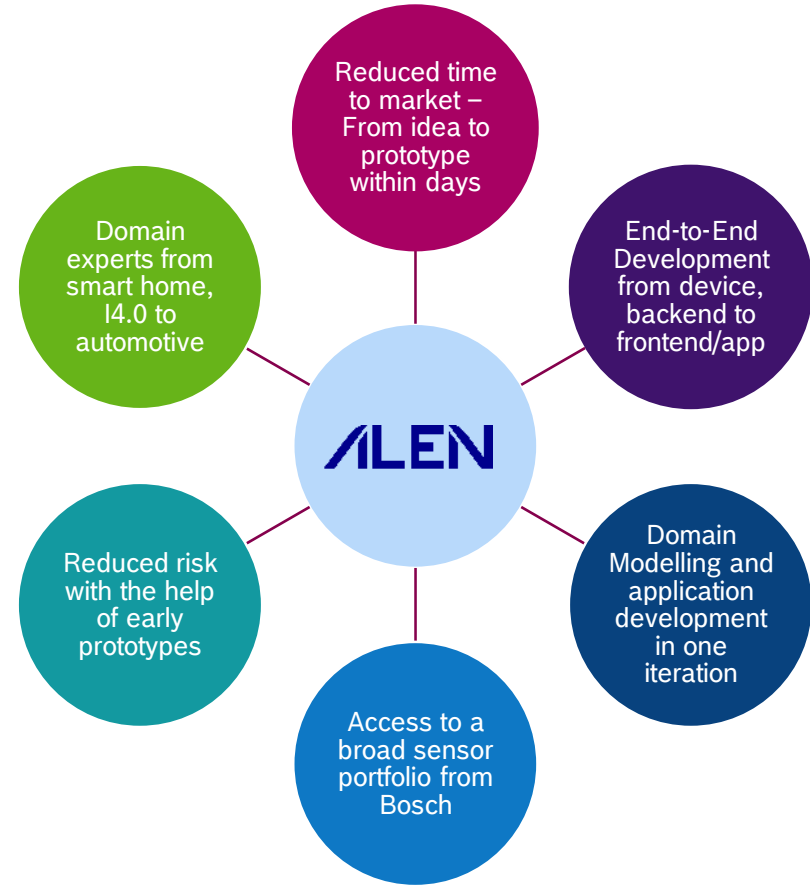 Reduced time
to market –
From idea to
prototype
within days
Domain
experts from
smart home,
I4.0 to
automotive
End-to-End
Development
from device,
backend to
frontend/app
ALEN
Reduced risk
with the help
of early
prototypes
Domain
Modelling and
application
development
in one
iteration
Access to a
broad sensor
portfolio from
Bosch